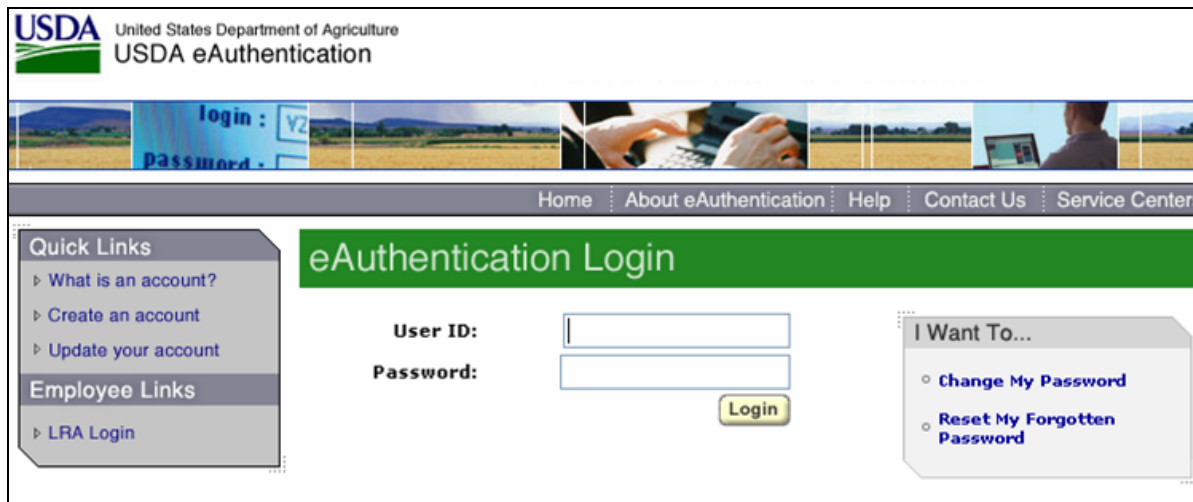 USDA
United States Department of Agriculture
USDA eAuthentication
login :
password :
Home About eAuthentication Help Contact Us Service Center
Quick Links
What is an account?
Create an account
Update your account
Employee Links
LRA Login
eAuthentication Login
User ID:
Password:
Login
I Want To...
Change My Password
Reset My Forgotten
Password